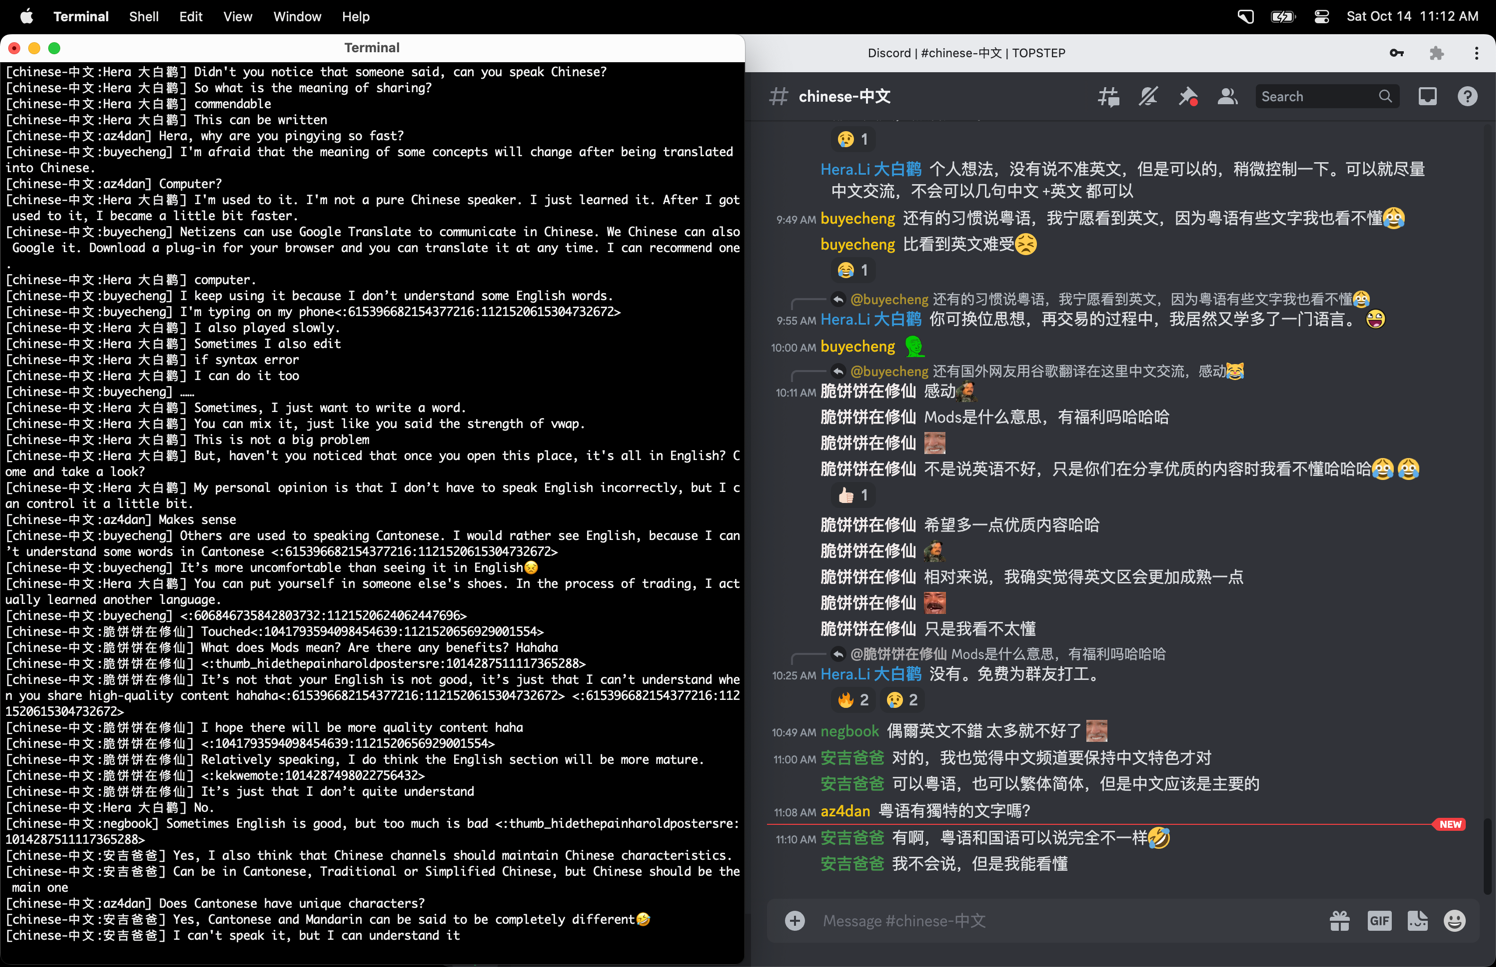 Terminal Shell Edit View Window Help Sat Oct 14 11:12 AM
Terminal
[chinese-中文:Hera 大白鹳] Didn't you notice that someone said, can you speak Chinese?
[chinese-中文:Hera 大白鹳] So what is the meaning of sharing?
[chinese-中文:Hera 大白鹳] commendable
[chinese-中文:Hera 大白鹳] This can be written
[chinese-中文:az4dan] Hera, why are you pingying so fast?
[chinese-中文:buyecheng] I'm afraid that the meaning of some concepts will change after being translated
into Chinese.
[chinese-中文:az4dan] Computer?
[chinese-中文:Hera 大白鹳] I'm used to it. I'm not a pure Chinese speaker. I just learned it. After I got
used to it, I became a little bit faster.
[chinese-中文:buyecheng] Netizens can use Google Translate to communicate in Chinese. We Chinese can also
Google it. Download a plug-in for your browser and you can translate it at any time. I can recommend one
.
[chinese-中文:Hera 大白鹳] computer.
[chinese-中文:buyecheng] I keep using it because I don’t understand some English words.
[chinese-中文:buyecheng] I'm typing on my phone<:615396682154377216:1121520615304732672>
[chinese-中文:Hera 大白鹳] I also played slowly.
[chinese-中文:Hera 大白鹳] Sometimes I also edit
[chinese-中文:Hera 大白鹳] if syntax error
[chinese-中文:Hera 大白鹳] I can do it too
[chinese-中文:buyecheng] ……
[chinese-中文:Hera 大白鹳] Sometimes, I just want to write a word.
[chinese-中文:Hera 大白鹳] You can mix it, just like you said the strength of vwap.
[chinese-中文:Hera 大白鹳] This is not a big problem
[chinese-中文:Hera 大白鹳] But, haven't you noticed that once you open this place, it's all in English? C
ome and take a look?
[chinese-中文:Hera 大白鹳] My personal opinion is that I don’t have to speak English incorrectly, but I c
an control it a little bit.
[chinese-中文:az4dan] Makes sense
[chinese-中文:buyecheng] Others are used to speaking Cantonese. I would rather see English, because I can
’t understand some words in Cantonese <:615396682154377216:1121520615304732672>
[chinese-中文:buyecheng] It’s more uncomfortable than seeing it in English😣
[chinese-中文:Hera 大白鹳] You can put yourself in someone else's shoes. In the process of trading, I act
ually learned another language.
[chinese-中文:buyecheng] <:606846735842803732:1121520624062447696>
[chinese-中文:脆饼饼在修仙] Touched<:1041793594098454639:1121520656929001554>
[chinese-中文:脆饼饼在修仙] What does Mods mean? Are there any benefits? Hahaha
[chinese-中文:脆饼饼在修仙] <:thumb_hidethepainharoldpostersre:1014287511117365288>
[chinese-中文:脆饼饼在修仙] It’s not that your English is not good, it’s just that I can’t understand whe
n you share high-quality content hahaha<:615396682154377216:1121520615304732672> <:615396682154377216:112
1520615304732672>
[chinese-中文:脆饼饼在修仙] I hope there will be more quality content haha
[chinese-中文:脆饼饼在修仙] <:1041793594098454639:1121520656929001554>
[chinese-中文:脆饼饼在修仙] Relatively speaking, I do think the English section will be more mature.
[chinese-中文:脆饼饼在修仙] <:kekwemote:1014287498022756432>
[chinese-中文:脆饼饼在修仙] It’s just that I don’t quite understand
[chinese-中文:Hera 大白鹳] No.
[chinese-中文:negbook] Sometimes English is good, but too much is bad <:thumb_hidethepainharoldpostersre:
1014287511117365288>
[chinese-中文:安吉爸爸] Yes, I also think that Chinese channels should maintain Chinese characteristics.
[chinese-中文:安吉爸爸] Can be in Cantonese, Traditional or Simplified Chinese, but Chinese should be the
main one
[chinese-中文:az4dan] Does Cantonese have unique characters?
[chinese-中文:安吉爸爸] Yes, Cantonese and Mandarin can be said to be completely different🤣
[chinese-中文:安吉爸爸] I can't speak it, but I can understand it
Discord | #chinese-中文 | TOPSTEP
chinese-中文 Search
😢 1
Hera.Li 大白鹳 个人想法，没有说不准英文，但是可以的，稍微控制一下。可以就尽量
中文交流，不会可以几句中文 +英文 都可以
9:49 AM buyecheng 还有的习惯说粤语，我宁愿看到英文，因为粤语有些文字我也看不懂😂
buyecheng 比看到英文难受😣
😂 1
@buyecheng 还有的习惯说粤语，我宁愿看到英文，因为粤语有些文字我也看不懂😂
9:55 AM Hera.Li 大白鹳 你可换位思想，再交易的过程中，我居然又学多了一门语言。 😜
10:00 AM buyecheng
@buyecheng 还有国外网友用谷歌翻译在这里中文交流，感动😹
10:11 AM 脆饼饼在修仙 感动
脆饼饼在修仙 Mods是什么意思，有福利吗哈哈哈
脆饼饼在修仙
脆饼饼在修仙 不是说英语不好，只是你们在分享优质的内容时我看不懂哈哈哈😂 😂
👍🏻 1
脆饼饼在修仙 希望多一点优质内容哈哈
脆饼饼在修仙
脆饼饼在修仙 相对来说，我确实觉得英文区会更加成熟一点
脆饼饼在修仙
脆饼饼在修仙 只是我看不太懂
@脆饼饼在修仙 Mods是什么意思，有福利吗哈哈哈
10:25 AM Hera.Li 大白鹳 没有。免费为群友打工。
🔥 2 😢 2
10:49 AM negbook 偶爾英文不錯 太多就不好了
11:00 AM 安吉爸爸 对的，我也觉得中文频道要保持中文特色才对
安吉爸爸 可以粤语，也可以繁体简体，但是中文应该是主要的
11:08 AM az4dan 粤语有獨特的文字嗎?
NEW
11:10 AM 安吉爸爸 有啊，粤语和国语可以说完全不一样🤣
安吉爸爸 我不会说，但是我能看懂
Message #chinese-中文 GIF